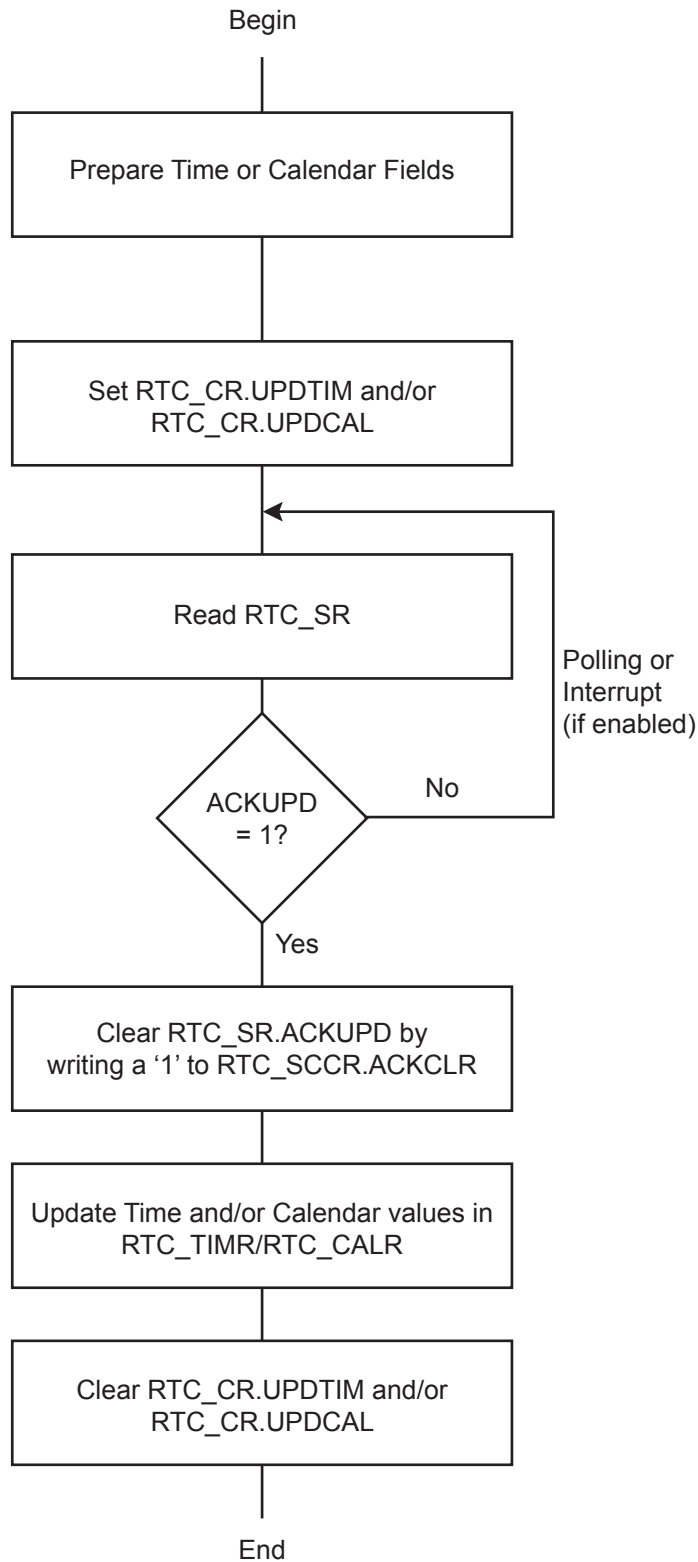 Begin
Prepare Time or Calendar Fields
Set RTC_CR.UPDTIM and/or
RTC_CR.UPDCAL
Read RTC_SR
Polling or
Interrupt
(if enabled)
ACKUPD
= 1?
No
Yes
Clear RTC_SR.ACKUPD by
writing a ‘1’ to RTC_SCCR.ACKCLR
Update Time and/or Calendar values in
RTC_TIMR/RTC_CALR
Clear RTC_CR.UPDTIM and/or
RTC_CR.UPDCAL
End